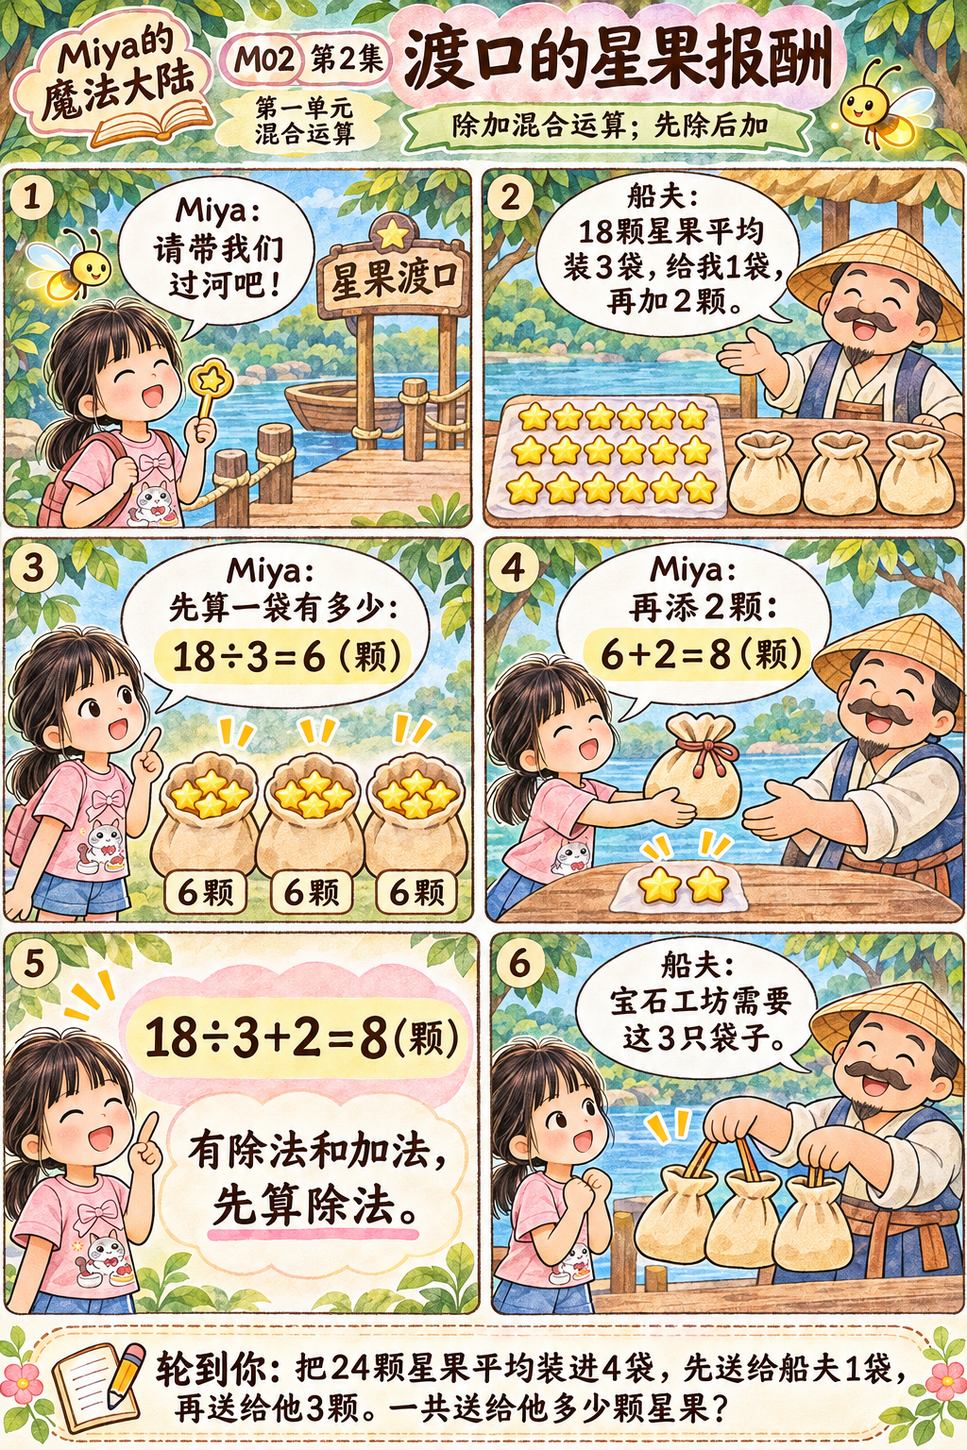 Miya的
魔法大陆
M02 第2集
第一单元
混合运算
渡口的星果报酬
除加混合运算；先除后加
1
Miya：
请带我们
过河吧！
星果渡口
2
船夫：
18颗星果平均
装3袋，给我1袋，
再加2颗。
3
Miya：
先算一袋有多少：
18÷3=6（颗）
6颗 6颗 6颗
4
Miya：
再添2颗：
6+2=8（颗）
5
18÷3+2=8（颗）
有除法和加法，
先算除法。
6
船夫：
宝石工坊需要
这3只袋子。
轮到你：把24颗星果平均装进4袋，先送给船夫1袋，
再送给他3颗。一共送给他多少颗星果？